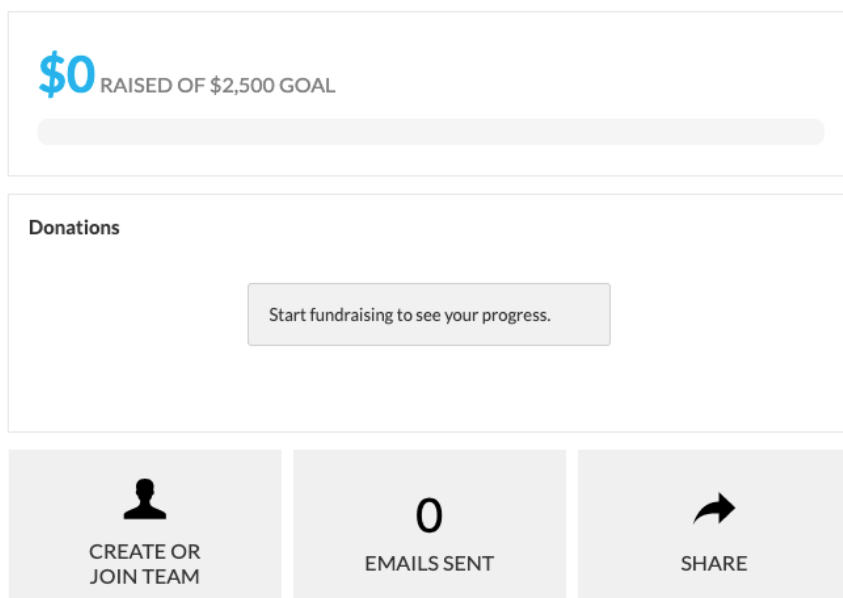 $0 RAISED OF $2,500 GOAL
Donations
Start fundraising to see your progress.
CREATE OR
JOIN TEAM
0
EMAILS SENT
SHARE